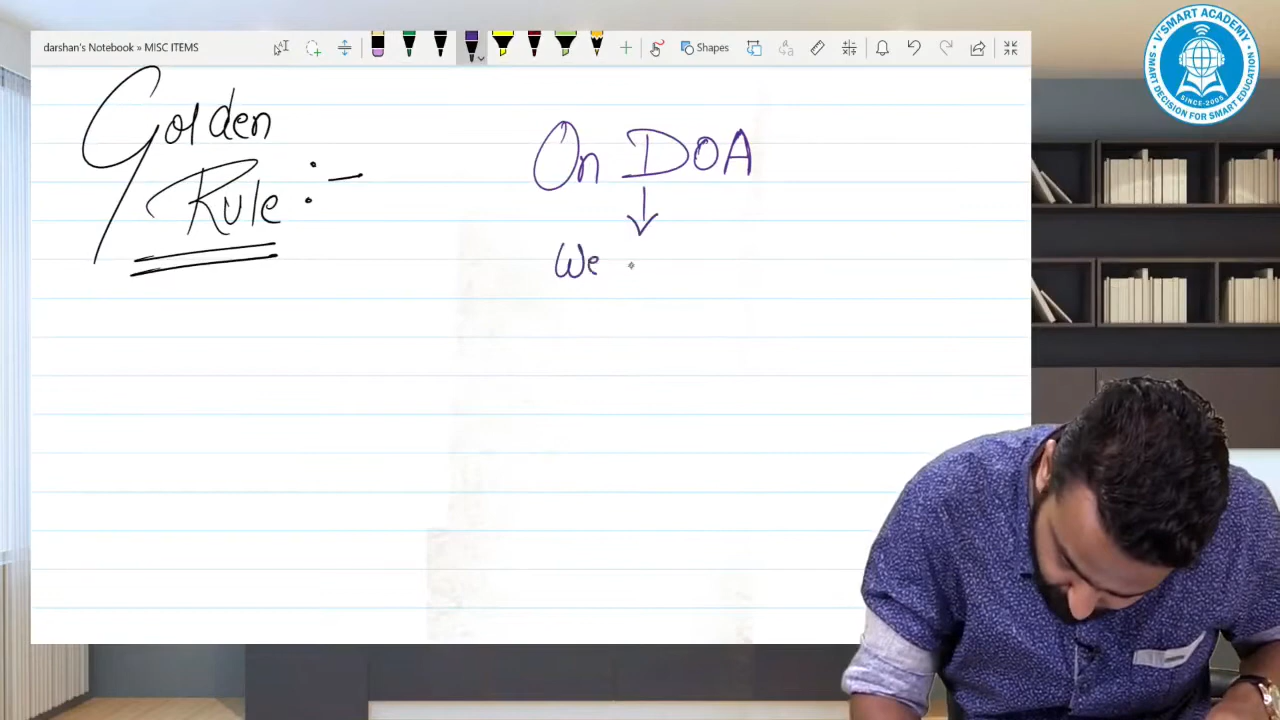 darshan's Notebook » MISC ITEMS
Shapes
Golden
Rule :-
On DOA
We
V'SMART ACADEMY
SINCE-2005
SMART DECISION FOR SMART EDUCATION